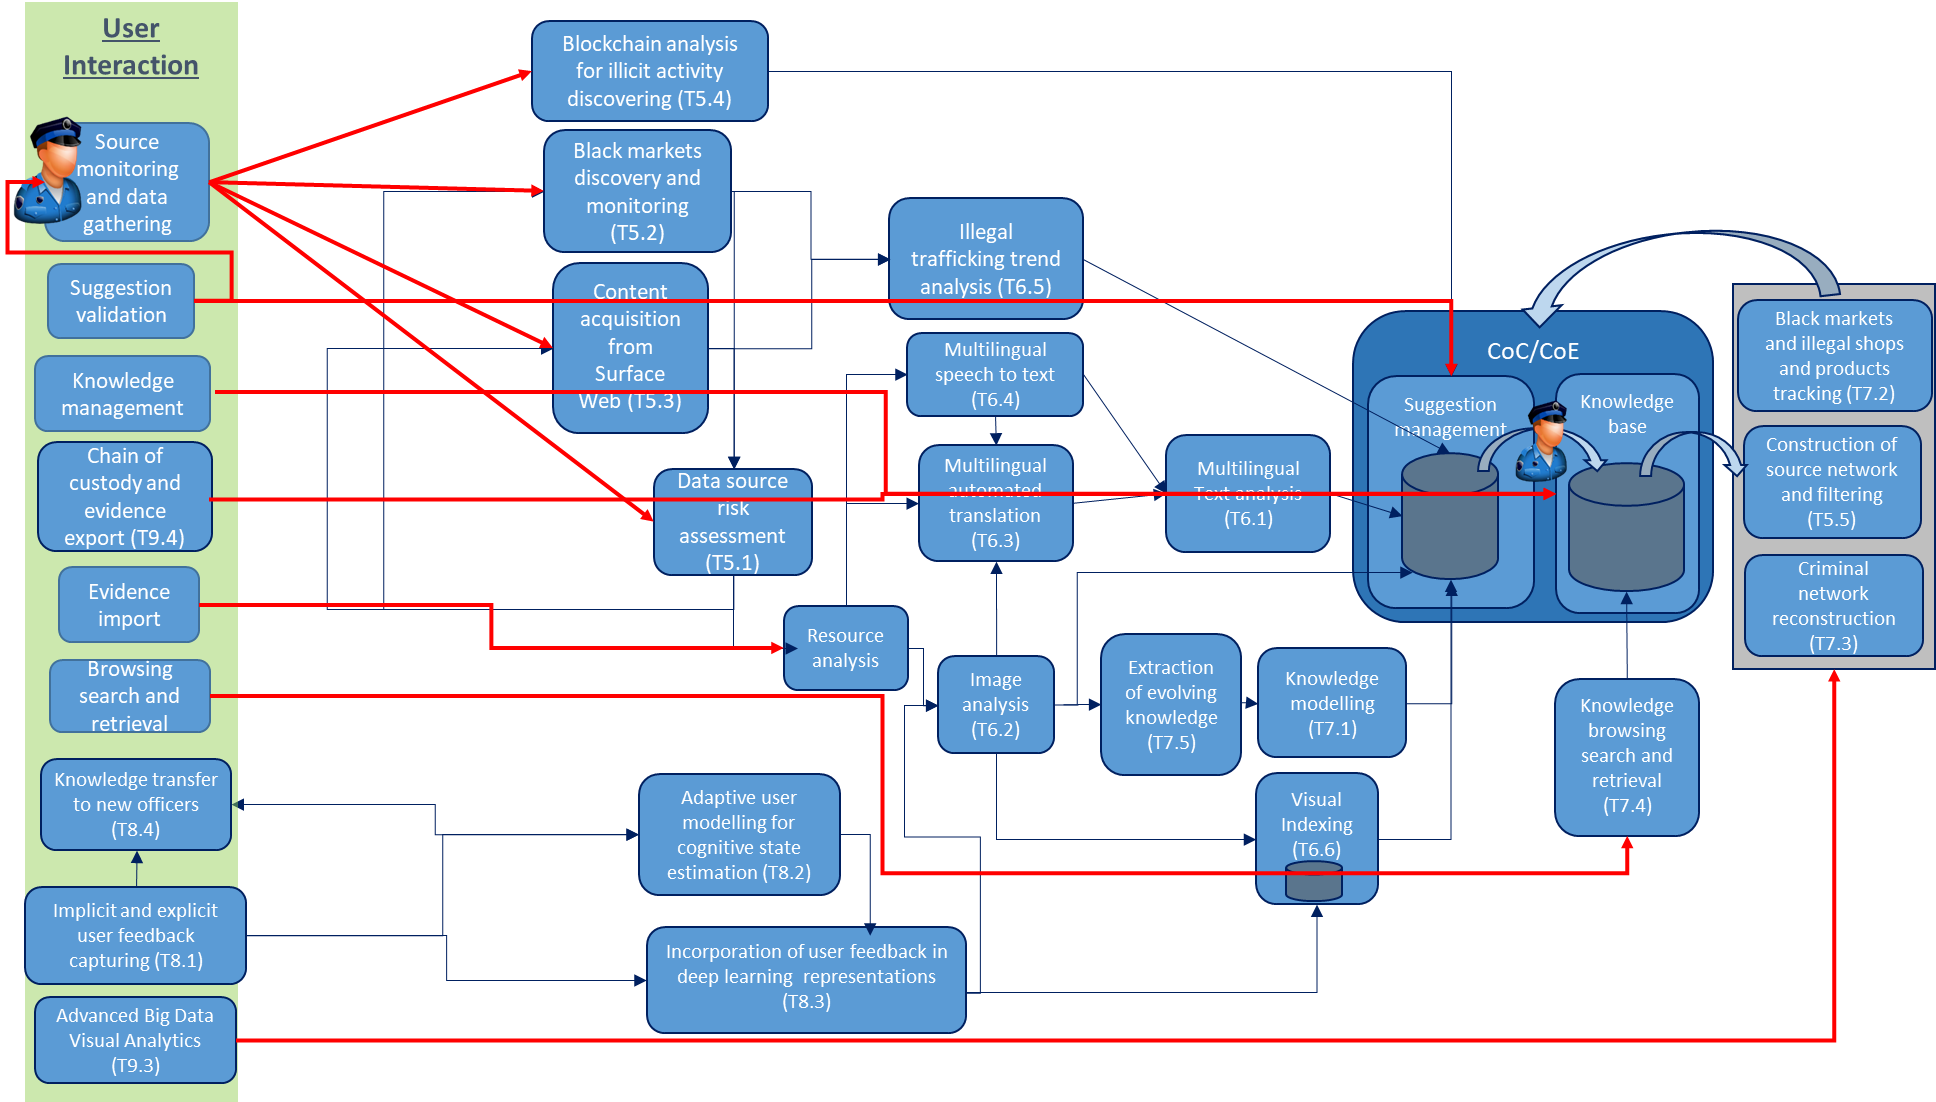 User
Interaction
Source
monitoring
and data
gathering
Suggestion
validation
Knowledge
management
Chain of
custody and
evidence
export (T9.4)
Evidence
import
Browsing
search and
retrieval
Knowledge transfer
to new officers
(T8.4)
Implicit and explicit
user feedback
capturing (T8.1)
Advanced Big Data
Visual Analytics
(T9.3)
Blockchain analysis
for illicit activity
discovering (T5.4)
Black markets
discovery and
monitoring
(T5.2)
Content
acquisition
from
Surface
Web (T5.3)
Data source
risk
assessment
(T5.1)
Resource
analysis
Adaptive user
modelling for
cognitive state
estimation (T8.2)
Incorporation of user feedback in
deep learning representations
(T8.3)
Illegal
trafficking trend
analysis (T6.5)
Multilingual
speech to text
(T6.4)
Multilingual
automated
translation
(T6.3)
Image
analysis
(T6.2)
Multilingual
Text analysis
(T6.1)
Extraction
of evolving
knowledge
(T7.5)
Knowledge
modelling
(T7.1)
Visual
Indexing
(T6.6)
CoC/CoE
Suggestion
management
Knowledge
base
Knowledge
browsing
search and
retrieval
(T7.4)
Black markets
and illegal shops
and products
tracking (T7.2)
Construction of
source network
and filtering
(T5.5)
Criminal
network
reconstruction
(T7.3)